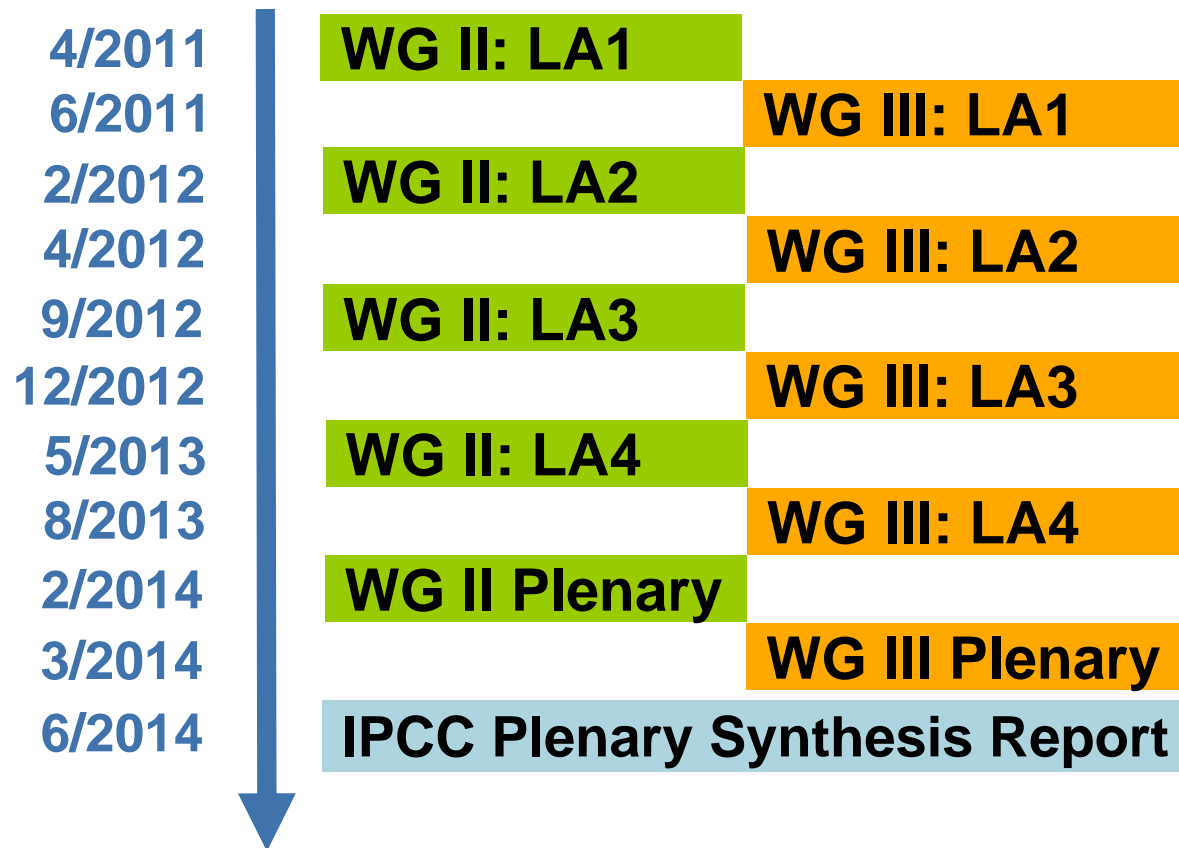 4/2011 WG II: LA1
6/2011 WG III: LA1
2/2012 WG II: LA2
4/2012 WG III: LA2
9/2012 WG II: LA3
12/2012 WG III: LA3
5/2013 WG II: LA4
8/2013 WG III: LA4
2/2014 WG II Plenary
3/2014 WG III Plenary
6/2014 IPCC Plenary Synthesis Report